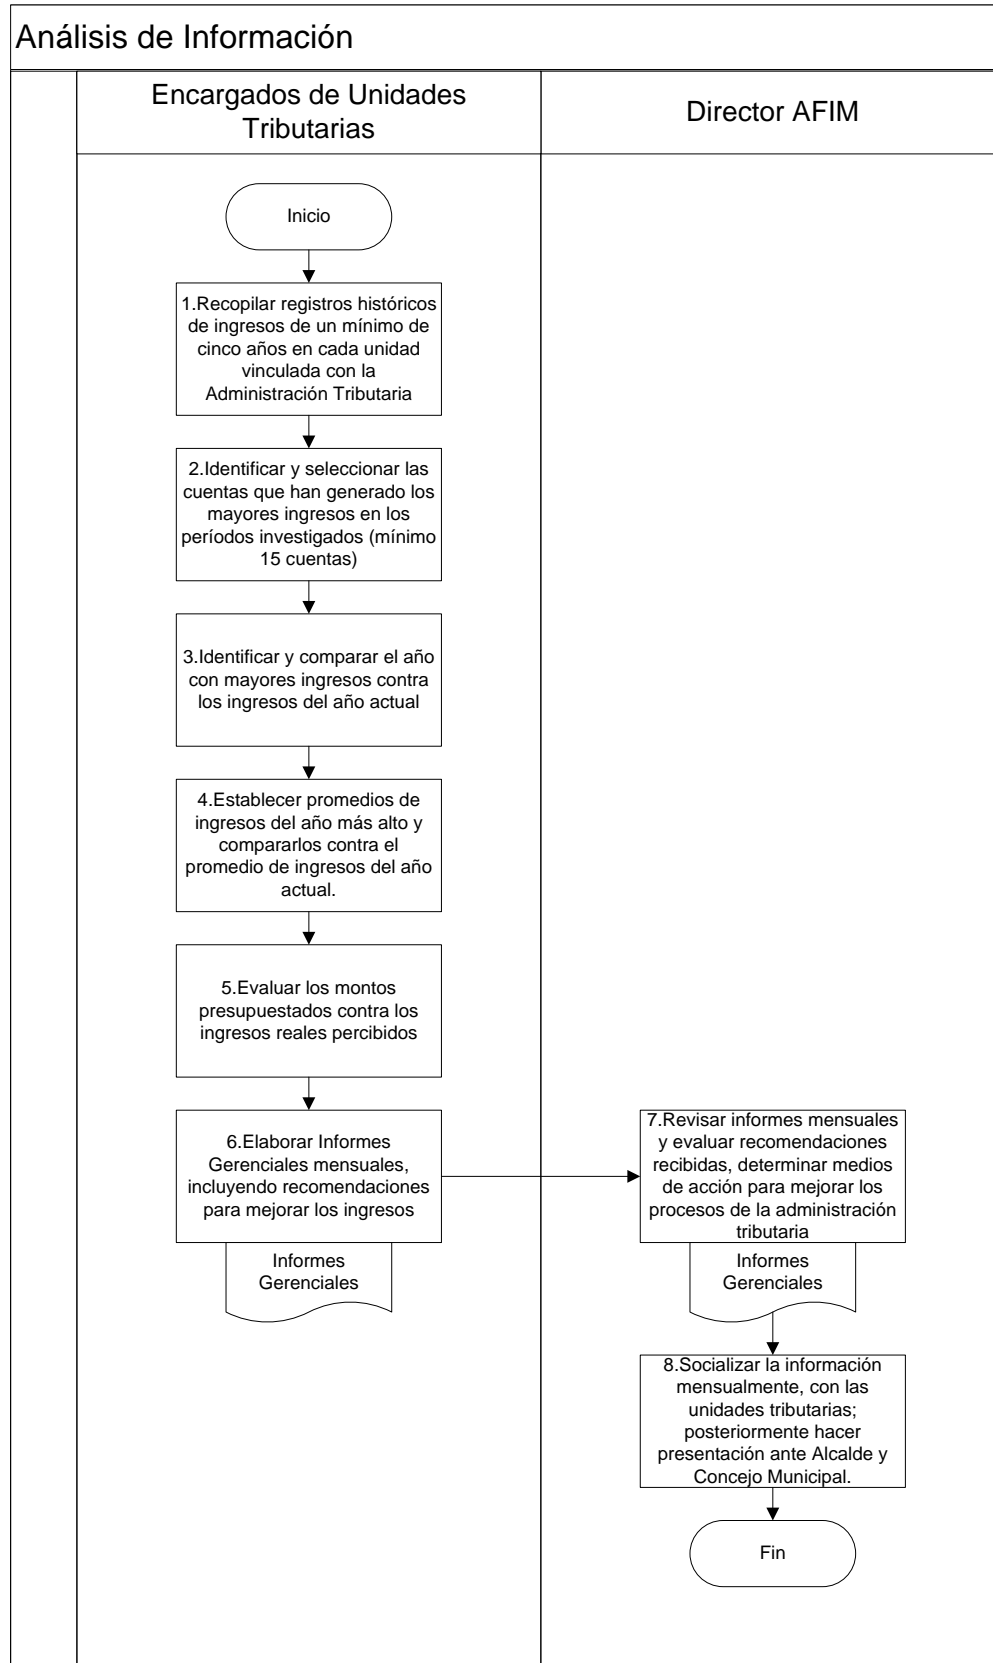 Análisis de Información
Encargados de Unidades
Tributarias
Director AFIM
Inicio
1.Recopilar registros históricos
de ingresos de un mínimo de
cinco años en cada unidad
vinculada con la
Administración Tributaria
2.Identificar y seleccionar las
cuentas que han generado los
mayores ingresos en los
períodos investigados (mínimo
15 cuentas)
3.Identificar y comparar el año
con mayores ingresos contra
los ingresos del año actual
4.Establecer promedios de
ingresos del año más alto y
compararlos contra el
promedio de ingresos del año
actual.
5.Evaluar los montos
presupuestados contra los
ingresos reales percibidos
6.Elaborar Informes
Gerenciales mensuales,
incluyendo recomendaciones
para mejorar los ingresos
Informes
Gerenciales
7.Revisar informes mensuales
y evaluar recomendaciones
recibidas, determinar medios
de acción para mejorar los
procesos de la administración
tributaria
Informes
Gerenciales
8.Socializar la información
mensualmente, con las
unidades tributarias;
posteriormente hacer
presentación ante Alcalde y
Concejo Municipal.
Fin